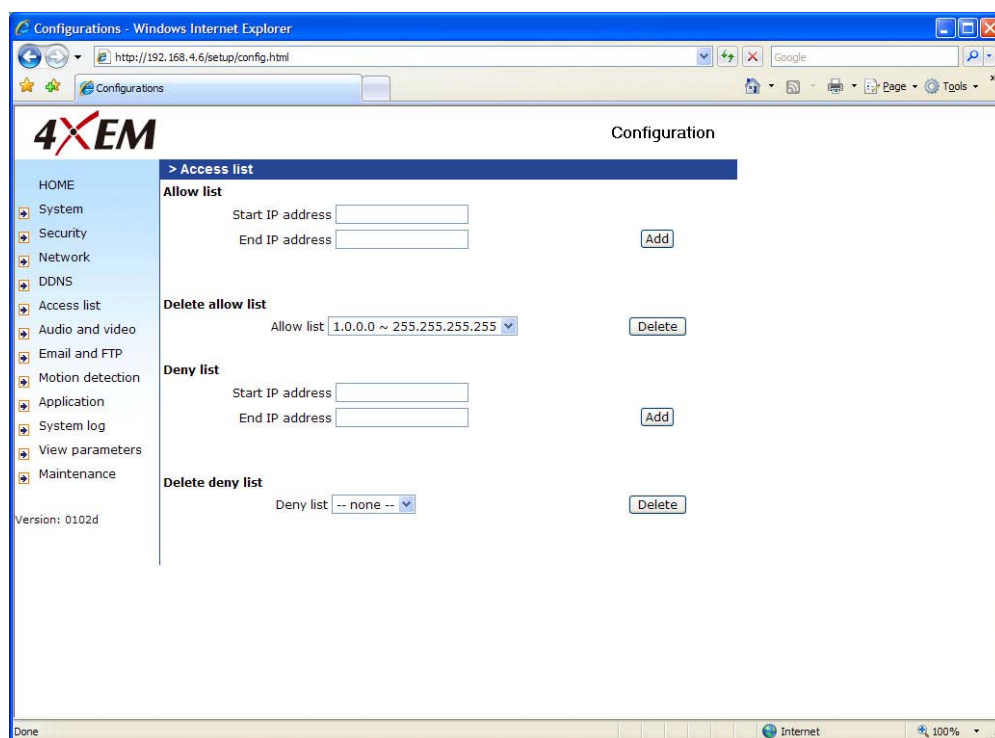 Configurations - Windows Internet Explorer
http://192.168.4.6/setup/config.html
Google
Configurations
Page
Tools
4XEM
Configuration
HOME
System
Security
Network
DDNS
Access list
Audio and video
Email and FTP
Motion detection
Application
System log
View parameters
Maintenance
Version: 0102d
> Access list
Allow list
Start IP address
End IP address
Add
Delete allow list
Allow list 1.0.0.0 ~ 255.255.255.255
Delete
Deny list
Start IP address
End IP address
Add
Delete deny list
Deny list -- none --
Delete
Done
Internet
100%